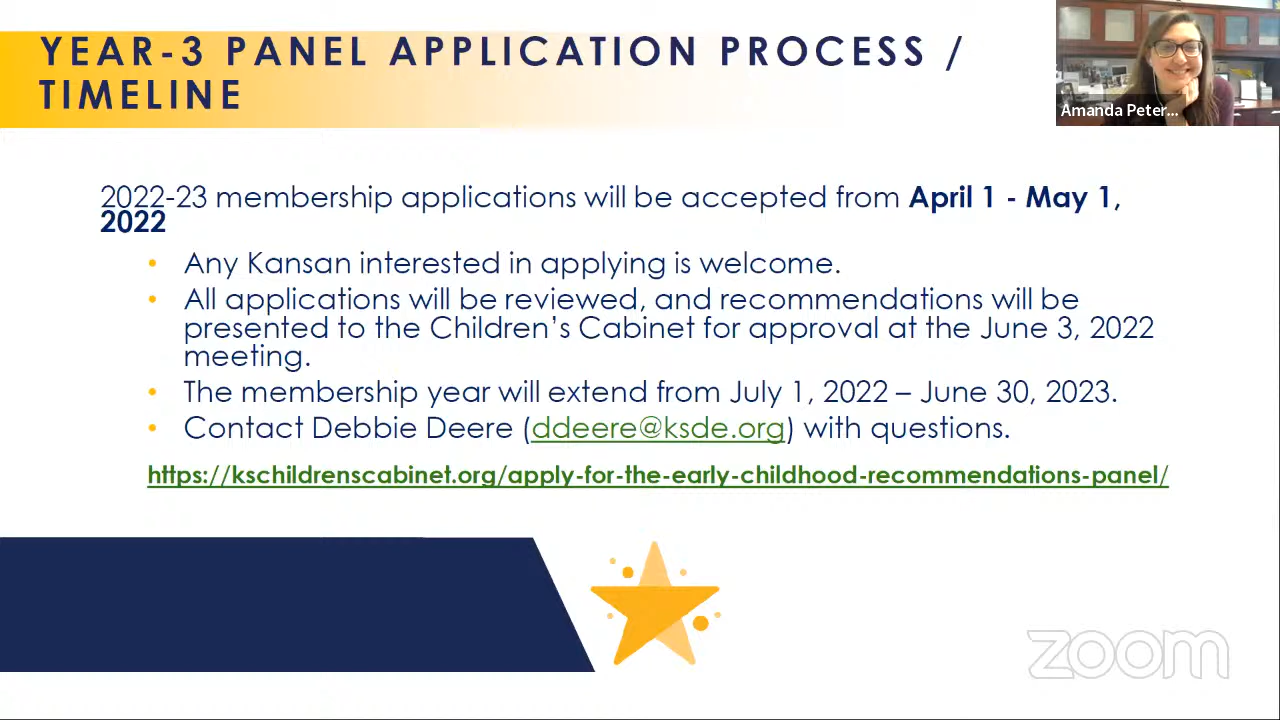 YEAR-3 PANEL APPLICATION PROCESS /
TIMELINE
Amanda Peter...
2022-23 membership applications will be accepted from April 1 - May 1,
2022
• Any Kansan interested in applying is welcome.
• All applications will be reviewed, and recommendations will be
presented to the Children’s Cabinet for approval at the June 3, 2022
meeting.
• The membership year will extend from July 1, 2022 – June 30, 2023.
• Contact Debbie Deere (ddeere@ksde.org) with questions.
https://kschildrenscabinet.org/apply-for-the-early-childhood-recommendations-panel/
zoom